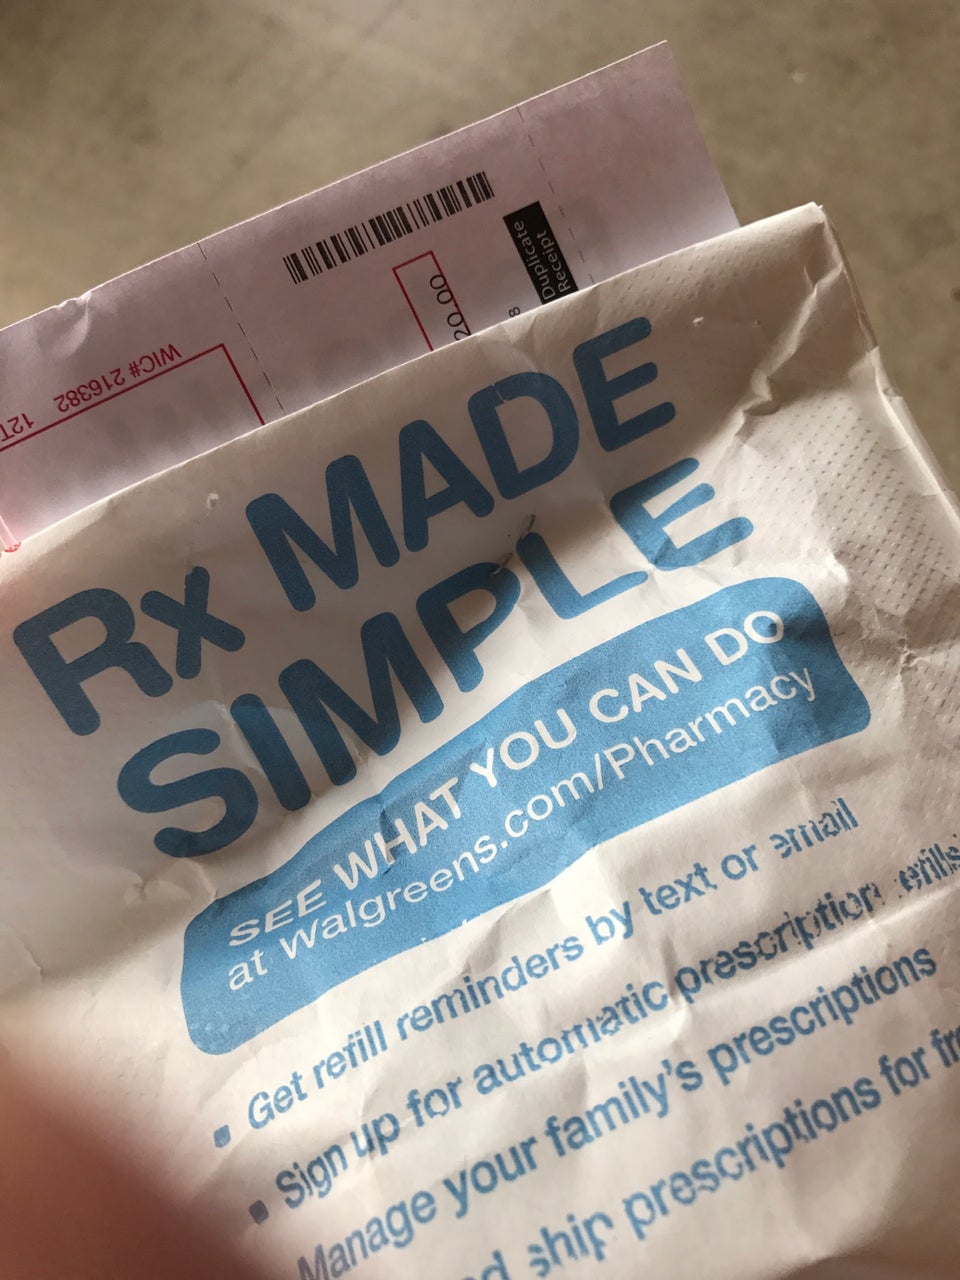 WIC# 216382
12T
20.00
8
Duplicate
Receipt
Rx MADE
SIMPLE
SEE WHAT YOU CAN DO
at Walgreens.com/Pharmacy
• Get refill reminders by text or email
• Sign up for automatic prescription refills
Manage your family's prescriptions
ship prescriptions for